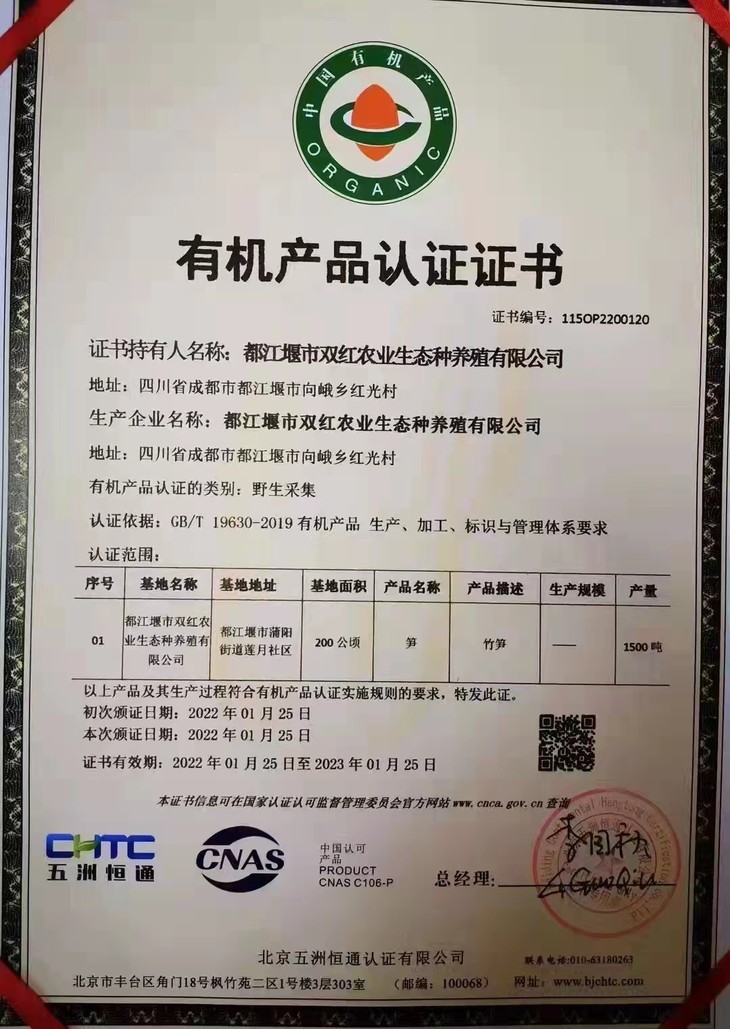 中国有机产品
ORGANIC
有机产品认证证书
证书编号：115OP2200120
证书持有人名称：都江堰市双红农业生态种养殖有限公司
地址：四川省成都市都江堰市向峨乡红光村
生产企业名称：都江堰市双红农业生态种养殖有限公司
地址：四川省成都市都江堰市向峨乡红光村
有机产品认证的类别：野生采集
认证依据：GB/T 19630-2019 有机产品 生产、加工、标识与管理体系要求
认证范围：
序号 基地名称 基地地址 基地面积 产品名称 产品描述 生产规模 产量
01 都江堰市双红农业生态种养殖有限公司 都江堰市蒲阳街道莲月社区 200 公顷 笋 竹笋 —— 1500 吨
以上产品及其生产过程符合有机产品认证实施规则的要求，特发此证。
初次颁证日期：2022 年 01 月 25 日
本次颁证日期：2022 年 01 月 25 日
证书有效期：2022 年 01 月 25 日至 2023 年 01 月 25 日
本证书信息可在国家认证认可监督管理委员会官方网站 www.cnca.gov.cn 查询
CHTC
五洲恒通
CNAS
中国认可
产品
PRODUCT
CNAS C106-P
总经理：
北京五洲恒通认证有限公司
联系电话:010-63180263
北京市丰台区角门18号枫竹苑二区1号楼3层303室 （邮编：100068） 网址：www.bjchtc.com